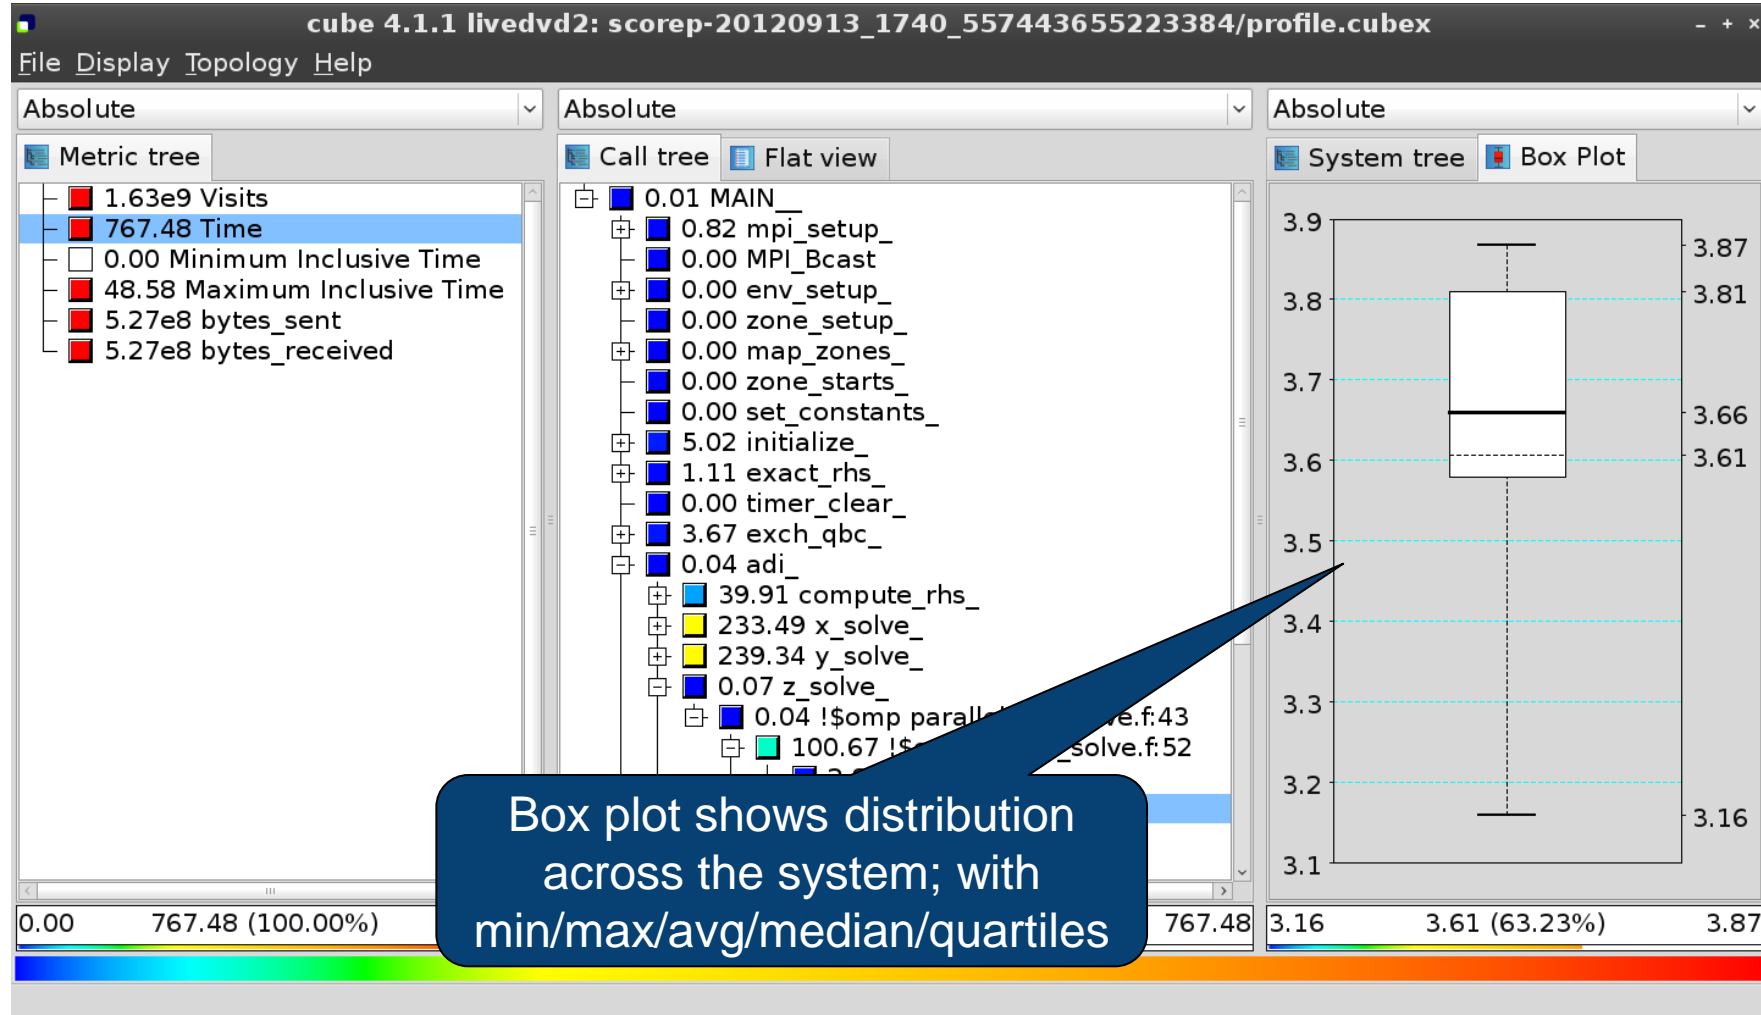 cube 4.1.1 livedvd2: scorep-20120913_1740_557443655223384/profile.cubex
File Display Topology Help
Absolute
Metric tree
1.63e9 Visits
767.48 Time
0.00 Minimum Inclusive Time
48.58 Maximum Inclusive Time
5.27e8 bytes_sent
5.27e8 bytes_received
0.00 767.48 (100.00%)
Absolute
Call tree Flat view
0.01 MAIN__
0.82 mpi_setup_
0.00 MPI_Bcast
0.00 env_setup_
0.00 zone_setup_
0.00 map_zones_
0.00 zone_starts_
0.00 set_constants_
5.02 initialize_
1.11 exact_rhs_
0.00 timer_clear_
3.67 exch_qbc_
0.04 adi_
39.91 compute_rhs_
233.49 x_solve_
239.34 y_solve_
0.07 z_solve_
0.04 !$omp parallel ve.f:43
100.67 !$ _solve.f:52
767.48
Box plot shows distribution
across the system; with
min/max/avg/median/quartiles
Absolute
System tree Box Plot
3.9
3.87
3.8
3.81
3.7
3.66
3.6
3.61
3.5
3.4
3.3
3.2
3.16
3.1
3.16 3.61 (63.23%) 3.87